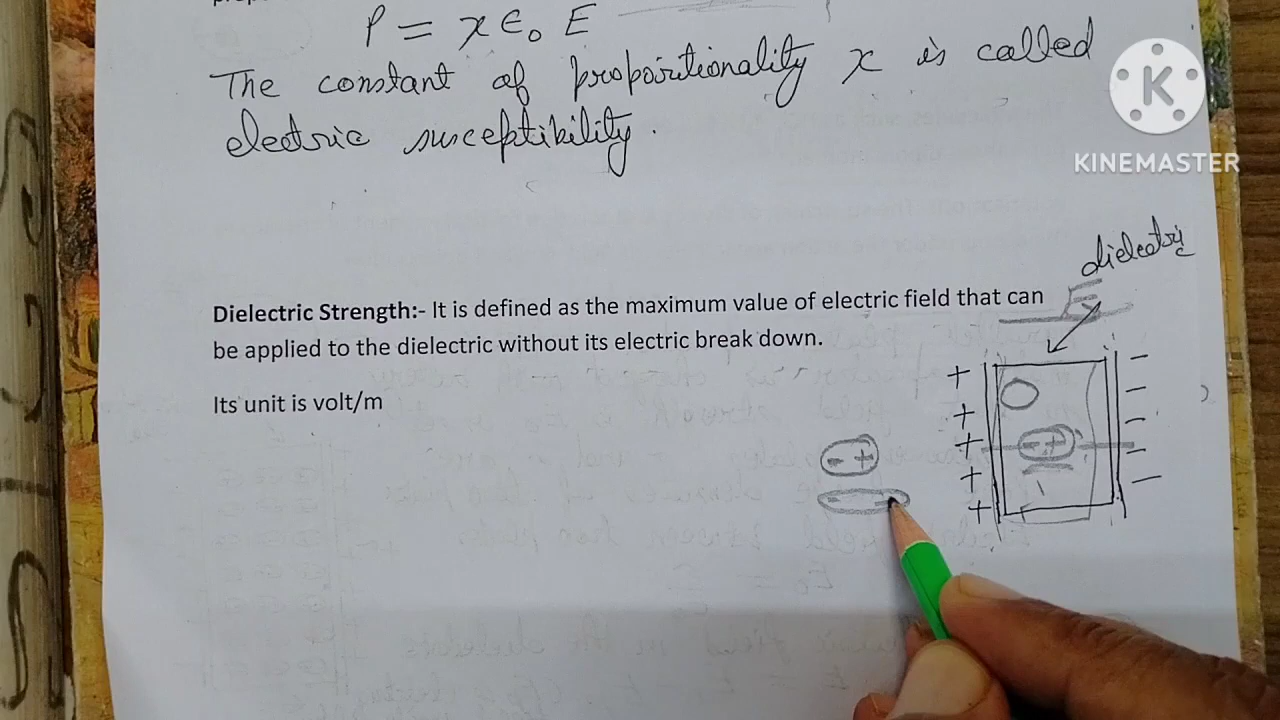 P = χ ε₀ E
The constant of proportionality x is called
electric susceptibility.
K
KINEMASTER
dielectric
E
Dielectric Strength:- It is defined as the maximum value of electric field that can
be applied to the dielectric without its electric break down.
Its unit is volt/m
+ −
+ −
+ - + −
+ −
+ −
- +
-